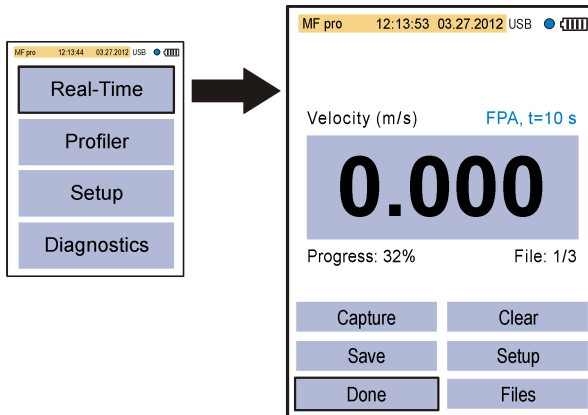 MF pro 12:13:44 03.27.2012 USB
Real-Time
Profiler
Setup
Diagnostics
MF pro 12:13:53 03.27.2012 USB
Velocity (m/s) FPA, t=10 s
0.000
Progress: 32% File: 1/3
Capture Clear
Save Setup
Done Files